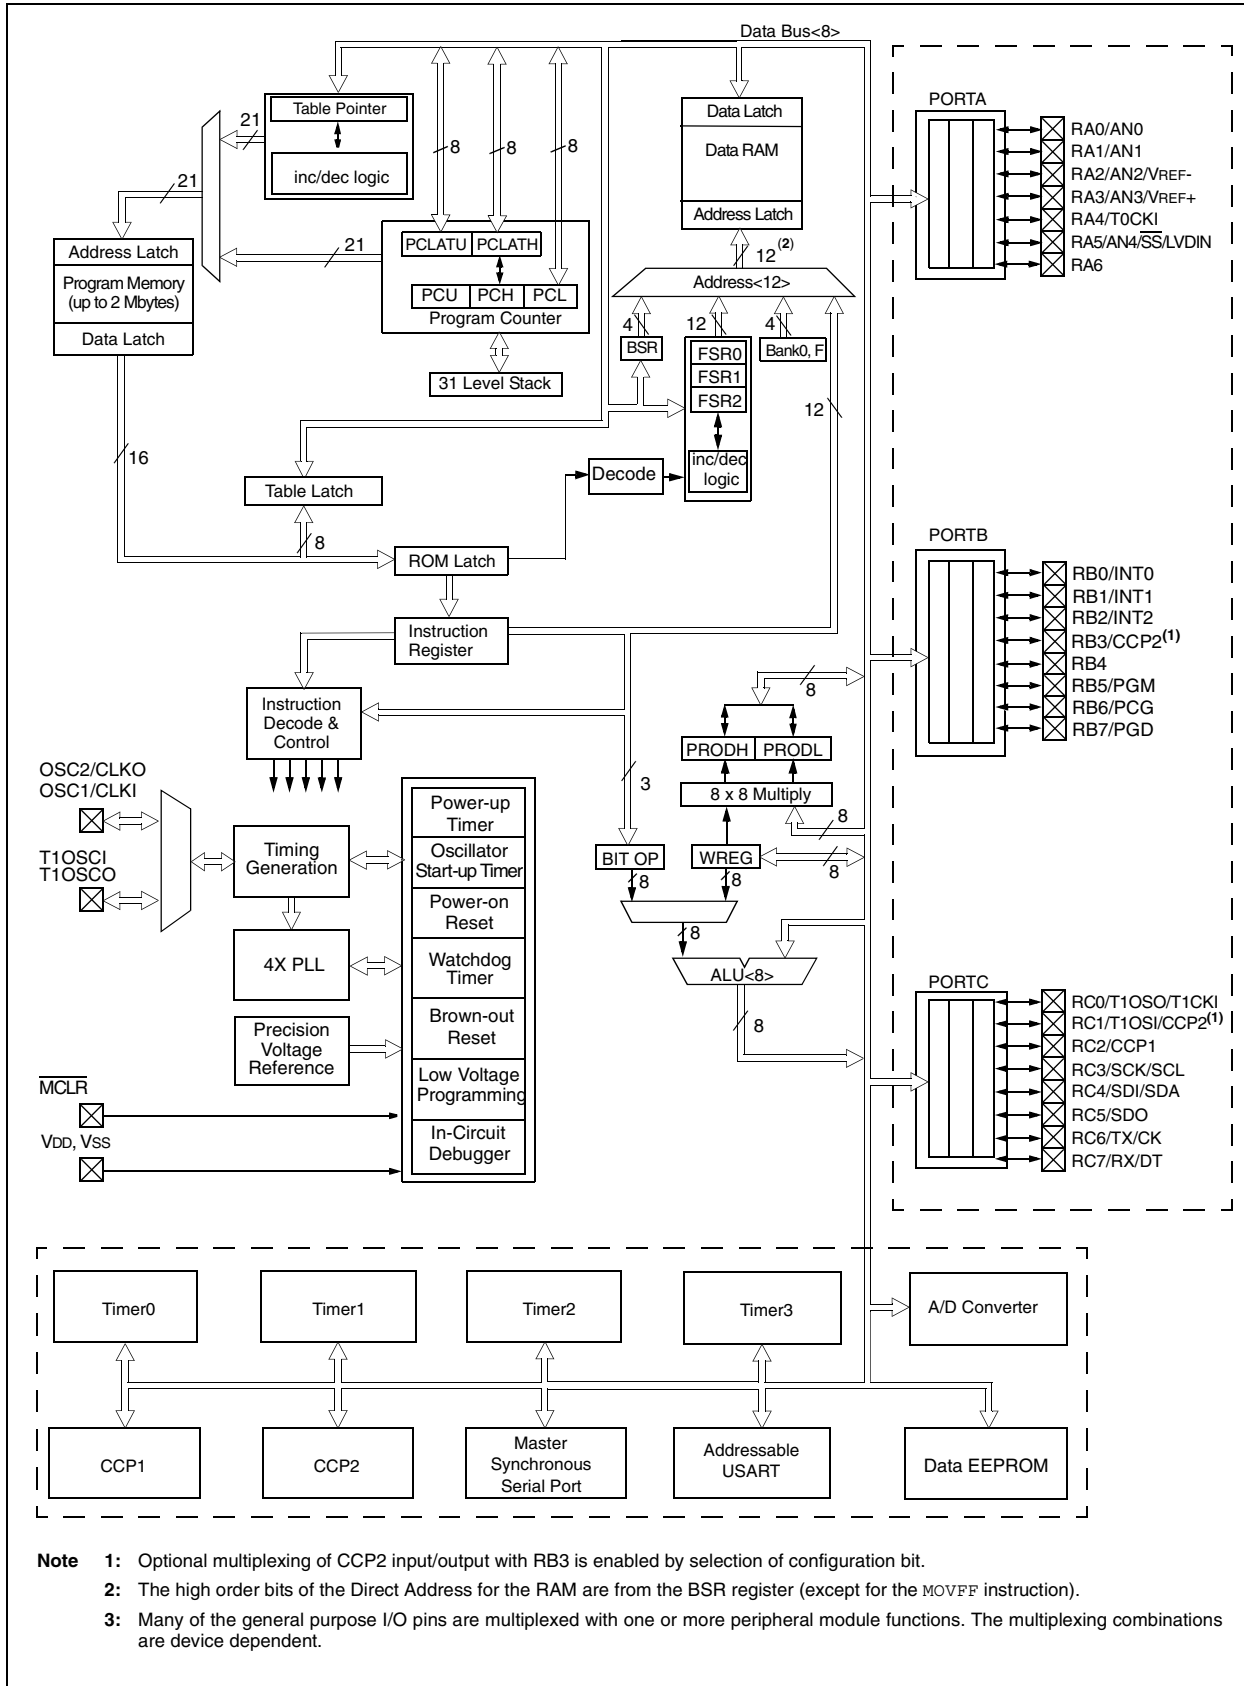 Data Bus<8>
PORTA
Table Pointer
21
Data Latch
RA0/AN0
8
8
8
Data RAM
RA1/AN1
inc/dec logic
21
RA2/AN2/VREF-
RA3/AN3/VREF+
Address Latch
RA4/T0CKI
Address Latch
21
PCLATU
PCLATH
12(2)
RA5/AN4/SS/LVDIN
RA6
Program Memory
(up to 2 Mbytes)
Address<12>
PCU
PCH
PCL
Program Counter
4
12
4
Data Latch
BSR
FSR0
Bank0, F
FSR1
31 Level Stack
FSR2
12
16
inc/dec
logic
Decode
Table Latch
8
PORTB
ROM Latch
RB0/INT0
RB1/INT1
RB2/INT2
Instruction
Register
RB3/CCP2(1)
RB4
8
RB5/PGM
Instruction
Decode &
Control
RB6/PCG
RB7/PGD
PRODH
PRODL
OSC2/CLKO
OSC1/CLKI
3
8 x 8 Multiply
Power-up
Timer
8
T1OSCI
T1OSCO
Timing
Generation
Oscillator
Start-up Timer
BIT OP
WREG
8
8
8
Power-on
Reset
8
4X PLL
Watchdog
Timer
ALU<8>
PORTC
RC0/T1OSO/T1CKI
Brown-out
Reset
8
RC1/T1OSI/CCP2(1)
Precision
Voltage
Reference
RC2/CCP1
RC3/SCK/SCL
MCLR
Low Voltage
Programming
RC4/SDI/SDA
RC5/SDO
VDD, VSS
In-Circuit
Debugger
RC6/TX/CK
RC7/RX/DT
Timer0
Timer1
Timer2
Timer3
A/D Converter
CCP1
CCP2
Master
Synchronous
Serial Port
Addressable
USART
Data EEPROM
Note 1: Optional multiplexing of CCP2 input/output with RB3 is enabled by selection of configuration bit.
2: The high order bits of the Direct Address for the RAM are from the BSR register (except for the MOVFF instruction).
3: Many of the general purpose I/O pins are multiplexed with one or more peripheral module functions. The multiplexing combinations
are device dependent.